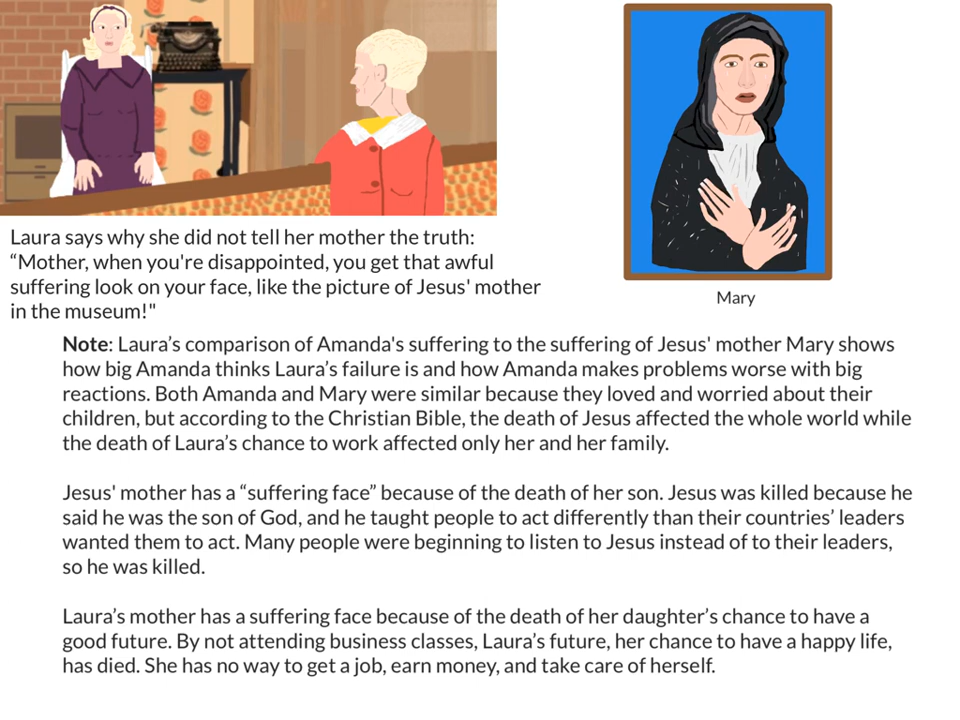 Laura says why she did not tell her mother the truth:
“Mother, when you're disappointed, you get that awful
suffering look on your face, like the picture of Jesus' mother
in the museum!"
Mary
Note: Laura’s comparison of Amanda's suffering to the suffering of Jesus' mother Mary shows
how big Amanda thinks Laura’s failure is and how Amanda makes problems worse with big
reactions. Both Amanda and Mary were similar because they loved and worried about their
children, but according to the Christian Bible, the death of Jesus affected the whole world while
the death of Laura’s chance to work affected only her and her family.
Jesus' mother has a “suffering face” because of the death of her son. Jesus was killed because he
said he was the son of God, and he taught people to act differently than their countries’ leaders
wanted them to act. Many people were beginning to listen to Jesus instead of to their leaders,
so he was killed.
Laura’s mother has a suffering face because of the death of her daughter’s chance to have a
good future. By not attending business classes, Laura’s future, her chance to have a happy life,
has died. She has no way to get a job, earn money, and take care of herself.